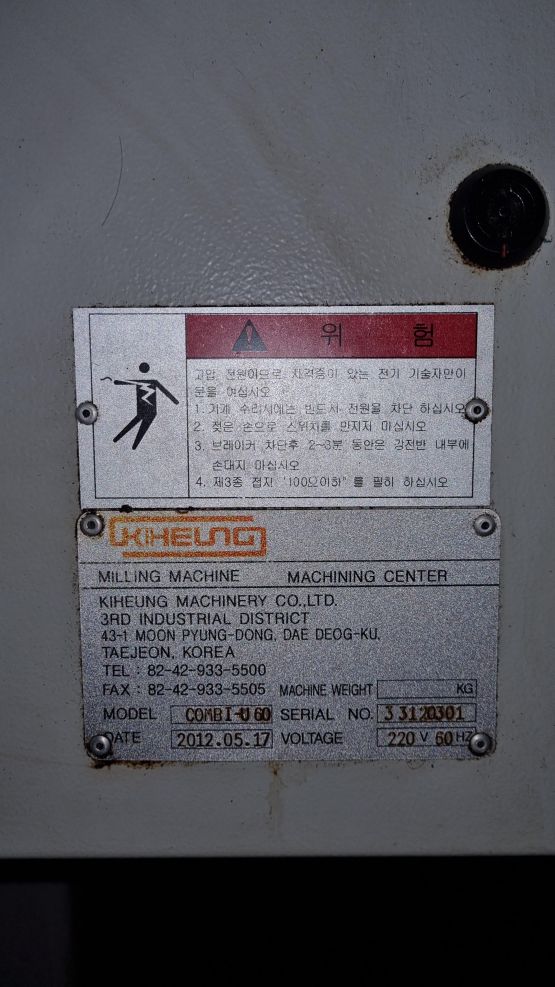 위 험
고압 전원이므로 자격증이 있는 전기 기술자만이
문을 여십시오
1. 기계 수리시에는 반드시 전원을 차단 하십시오
2. 젖은 손으로 스위치를 만지지 마십시오
3. 브레이커 차단후 2~3분 동안은 강전반 내부에
손대지 마십시오
4. 제3종 접지 "100Ω이하"를 필히 하십시오
KIHEUNG
MILLING MACHINE MACHINING CENTER
KIHEUNG MACHINERY CO.,LTD.
3RD INDUSTRIAL DISTRICT
43-1 MOON PYUNG-DONG, DAE DEOG-KU,
TAEJEON, KOREA
TEL : 82-42-933-5500
FAX : 82-42-933-5505 MACHINE WEIGHT KG
MODEL COMBI-U60 SERIAL NO. 33120301
DATE 2012.05.17 VOLTAGE 220 V 60 HZ